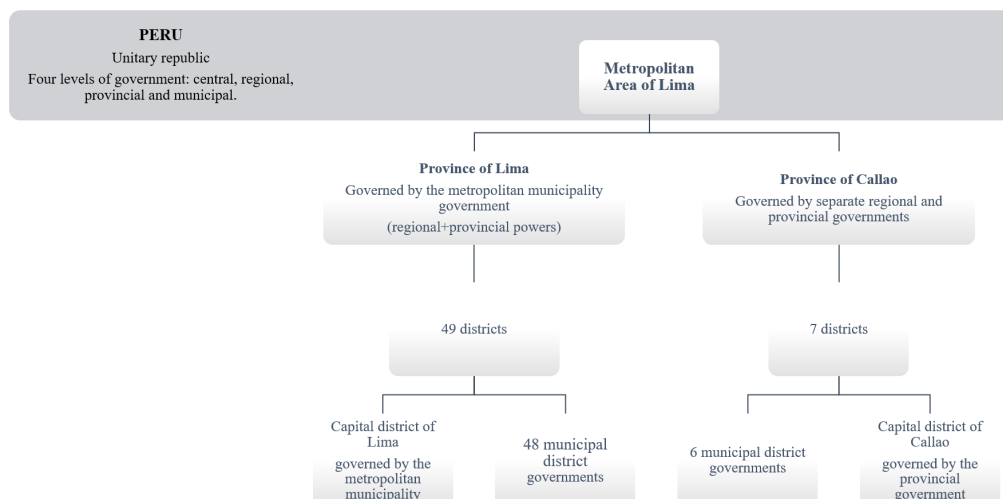 PERU
Unitary republic
Four levels of government: central, regional,
provincial and municipal.
Metropolitan
Area of Lima
Province of Lima
Governed by the metropolitan municipality
government
(regional+provincial powers)
Province of Callao
Governed by separate regional and
provincial governments
49 districts
7 districts
Capital district of
Lima
governed by the
metropolitan
municipality
48 municipal
district
governments
6 municipal district
governments
Capital district of
Callao
governed by the
provincial
government